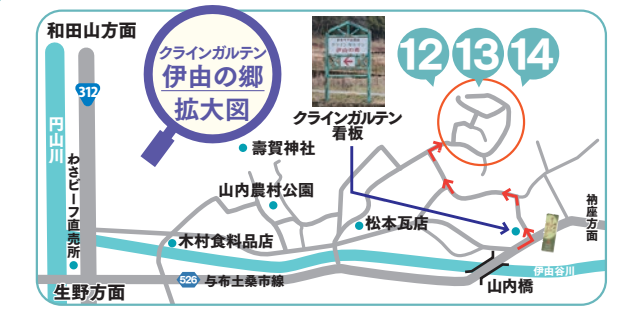 和田山方面
312
円山川
わさビーフ直売所
生野方面
クラインガルテン
伊由の郷
拡大図
クラインガルテン
看板
12
13
14
壽賀神社
山内農村公園
木村食料品店
松本瓦店
526 与布土桑市線
山内橋
伊由谷川
納座方面